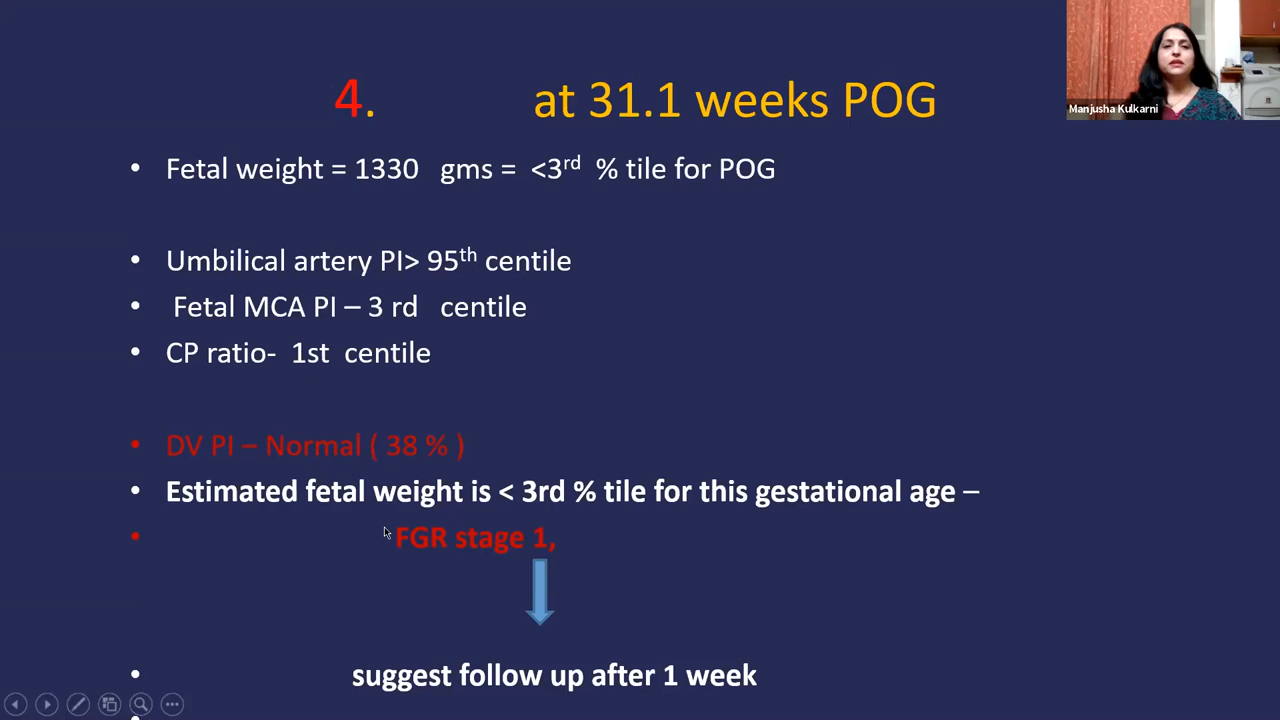 Manjusha Kulkarni
4. at 31.1 weeks POG
• Fetal weight = 1330 gms = <3rd % tile for POG
• Umbilical artery PI> 95th centile
• Fetal MCA PI – 3 rd centile
• CP ratio- 1st centile
• DV PI – Normal ( 38 % )
• Estimated fetal weight is < 3rd % tile for this gestational age –
• FGR stage 1,
• suggest follow up after 1 week